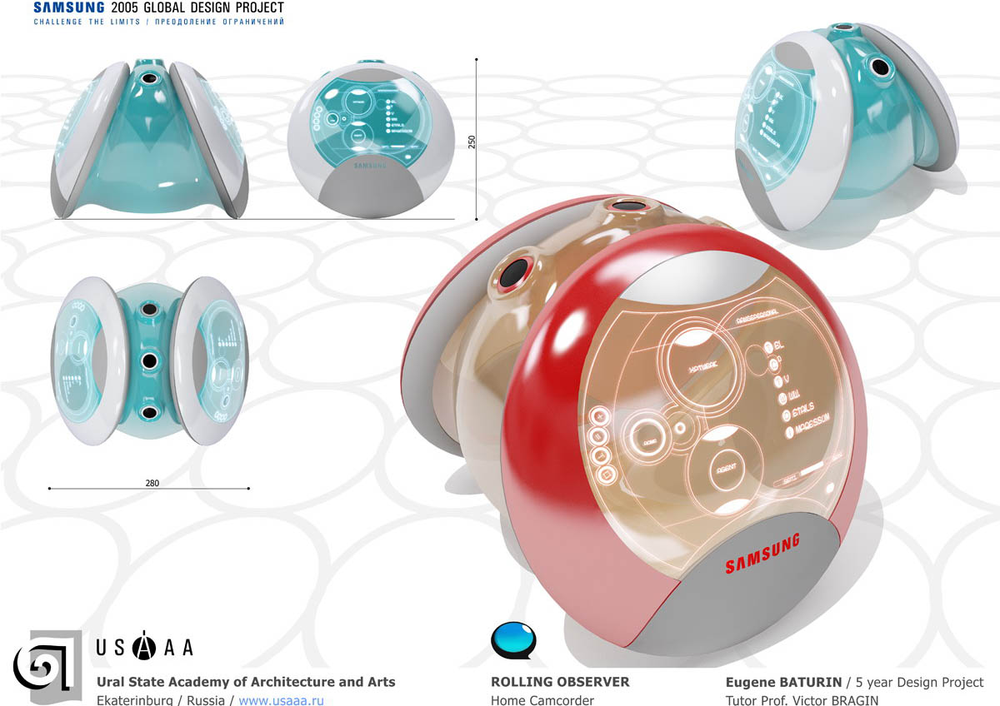 SAMSUNG 2005 GLOBAL DESIGN PROJECT
CHALLENGE THE LIMITS / ПРЕОДОЛЕНИЕ ОГРАНИЧЕНИЙ
SAMSUNG
250
280
AGENT
BL
V
ETAILS
SAMSUNG
USAAA
Ural State Academy of Architecture and Arts
Ekaterinburg / Russia / www.usaaa.ru
ROLLING OBSERVER
Home Camcorder
Eugene BATURIN / 5 year Design Project
Tutor Prof. Victor BRAGIN